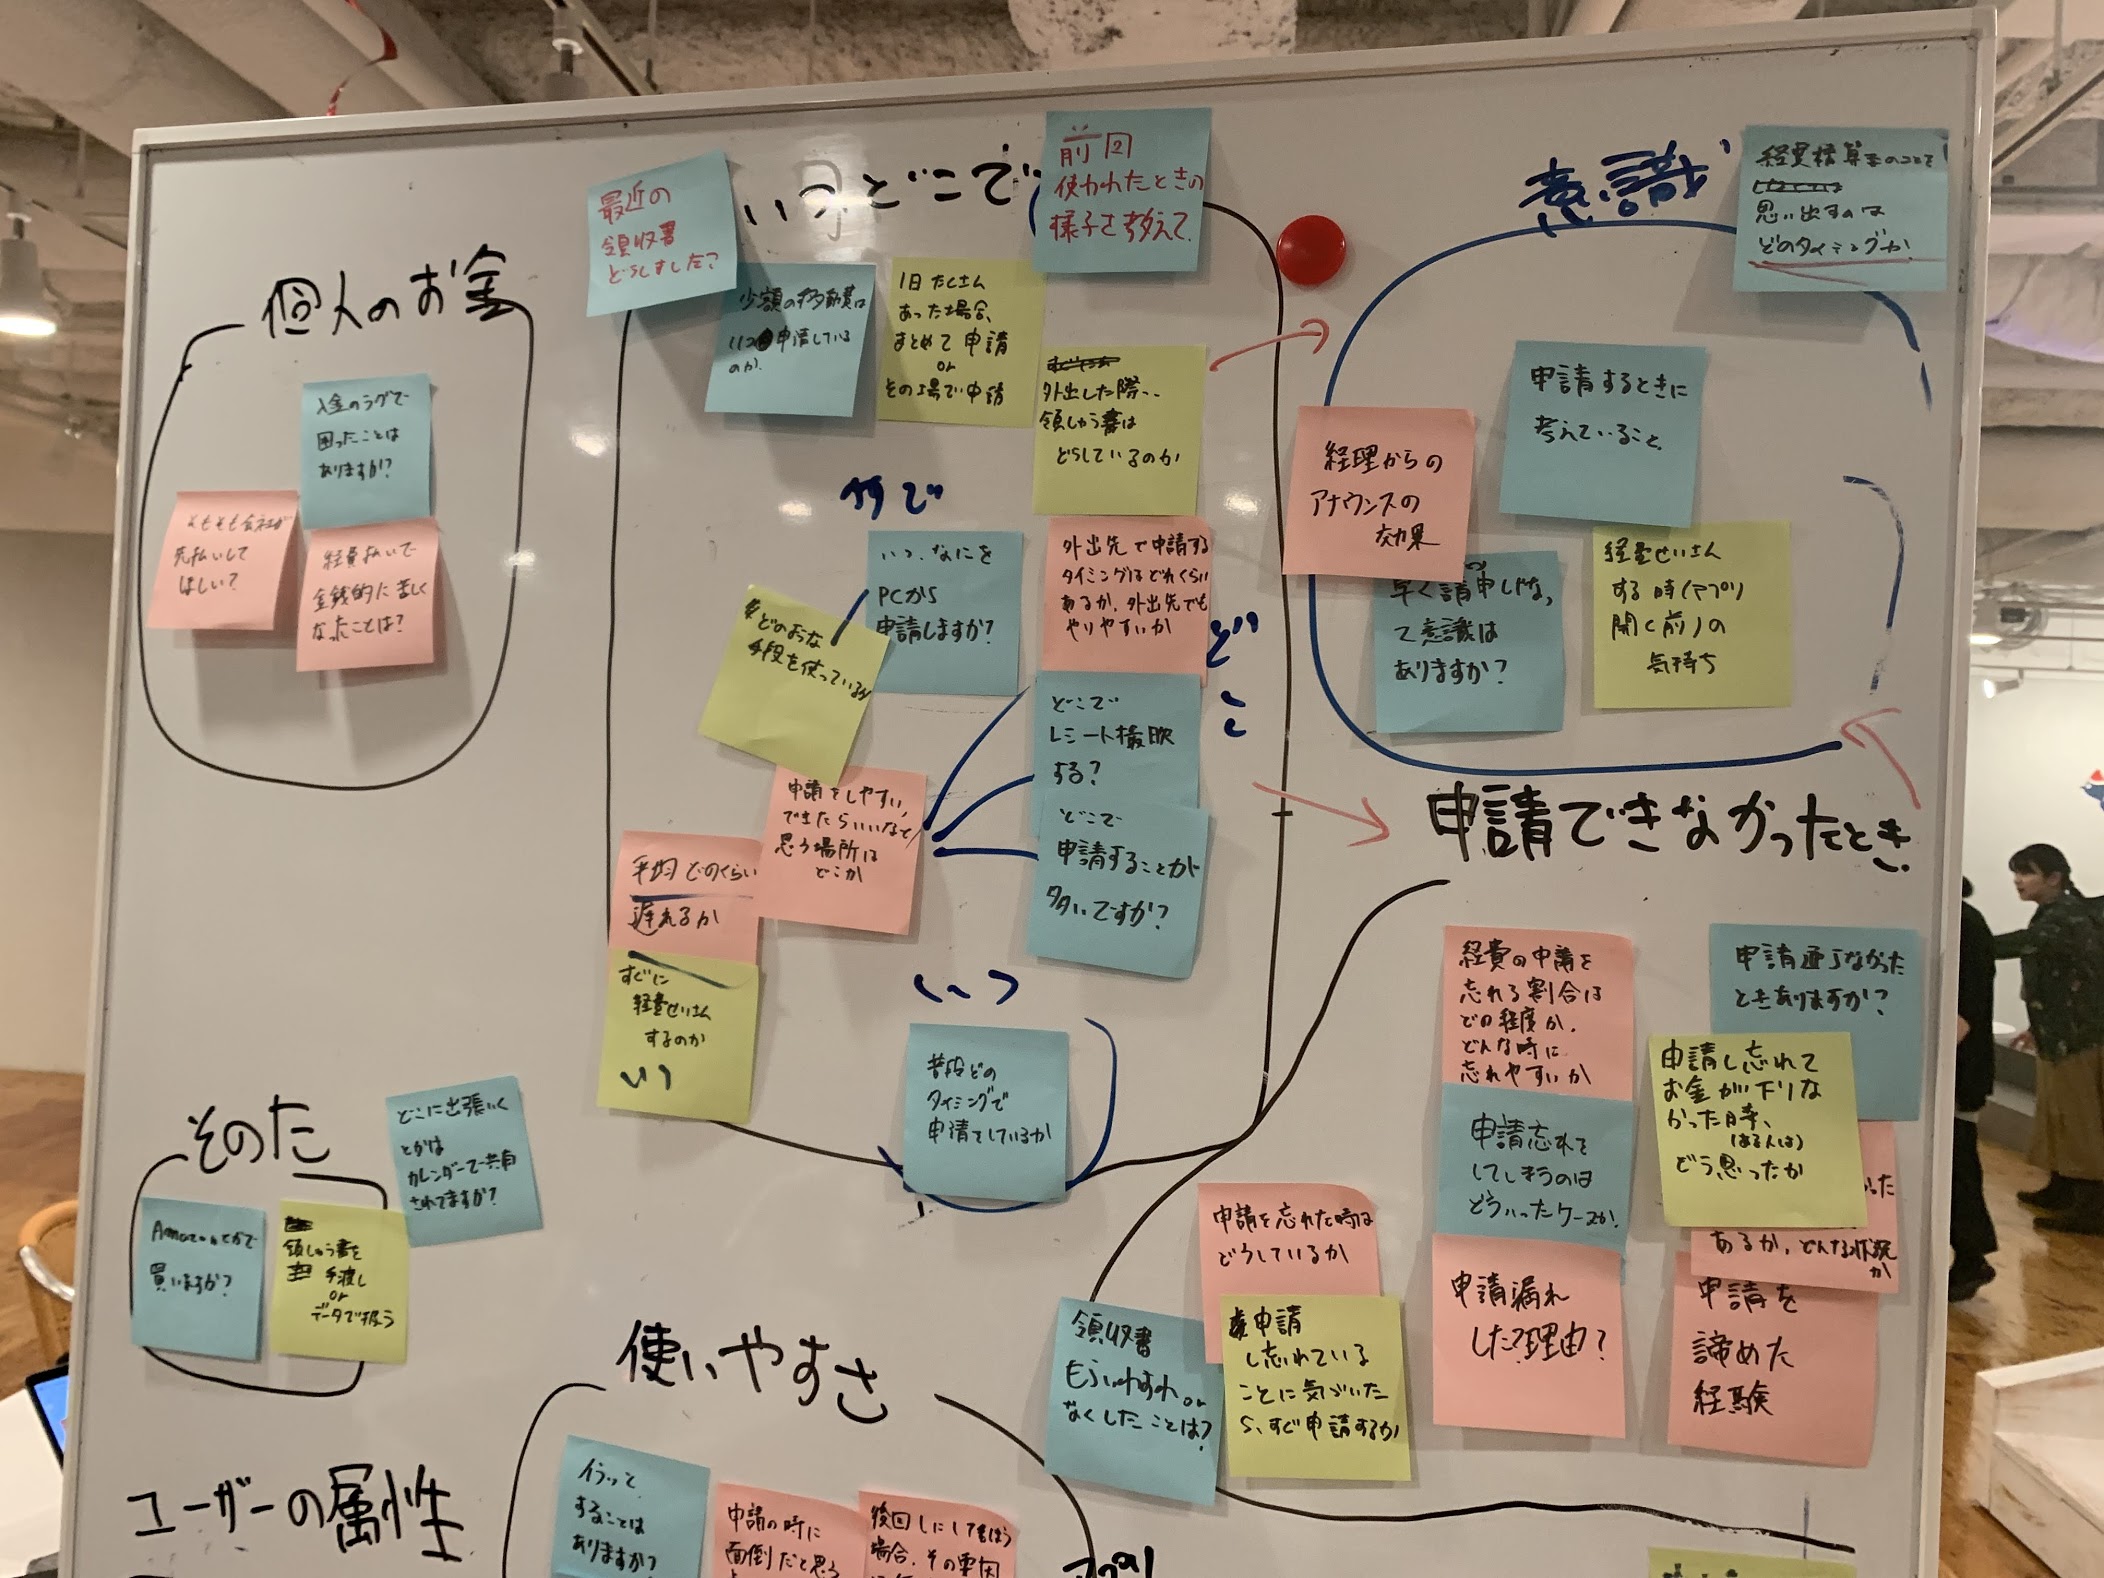 個人のお金
入金のラグで
困ったことは
ありますか?
そもそも会社が
先払いして
ほしい?
経費払いで
金銭的に苦しく
なったことは?
いつ、どこで
最近の
領収書
どうしました?
前回
使われたときの
様子を考えて
少額の移動費は
いつ申請している
のか
1日たくさん
あった場合、
まとめて申請
or
その場で申請
外出した際、
領しゅう書は
どうしているのか
いつ、なにを
PCから
申請しますか?
どのような
手段を使っているか
外出先で申請する
タイミングはどれくらい
あるか、外出先でも
やりやすいか
どこ
どこで
レシート撮影
する?
どこで
申請することが
多いですか?
申請をしやすい、
できたらいいなと
思う場所は
どこか
平均どのくらい
遅れるか
すぐに
経費せいさん
するのか
いつ
いつ
普段どの
タイミングで
申請をしているか
意識
思い出すのは
どのタイミングか
申請するときに
考えていること
経理からの
アナウンスの
効果
早く請申しなくっ
て意識は
ありますか?
経費せいさん
する時(アプリ
開く前)の
気持ち
申請できなかったとき
経費の申請を
忘れる割合は
どの程度か、
どんな時に
忘れやすいか
申請通らなかった
ときありますか?
申請し忘れて
お金が下りな
かった時、
(ある人は)
どう思ったか
申請忘れを
してしまうのは
どういったケースか
あるか、どんな状況
か
申請漏れ
した理由?
申請を
諦めた
経験
申請を忘れた時は
どうしているか
領収書
もらいわすれ or
なくしたことは?
申請
し忘れている
ことに気づいた
ら、すぐ申請するか
そのた
どこに出張いく
とかは
カレンダーで共有
されてますか?
Amazonとかで
買いますか?
領しゅう書を
手渡し
or
データで扱う
使いやすさ
イラって
することは
ありますか?
申請の時に
面倒だと思う
後回しにしてしまう
場合、その要因
ユーザーの属性